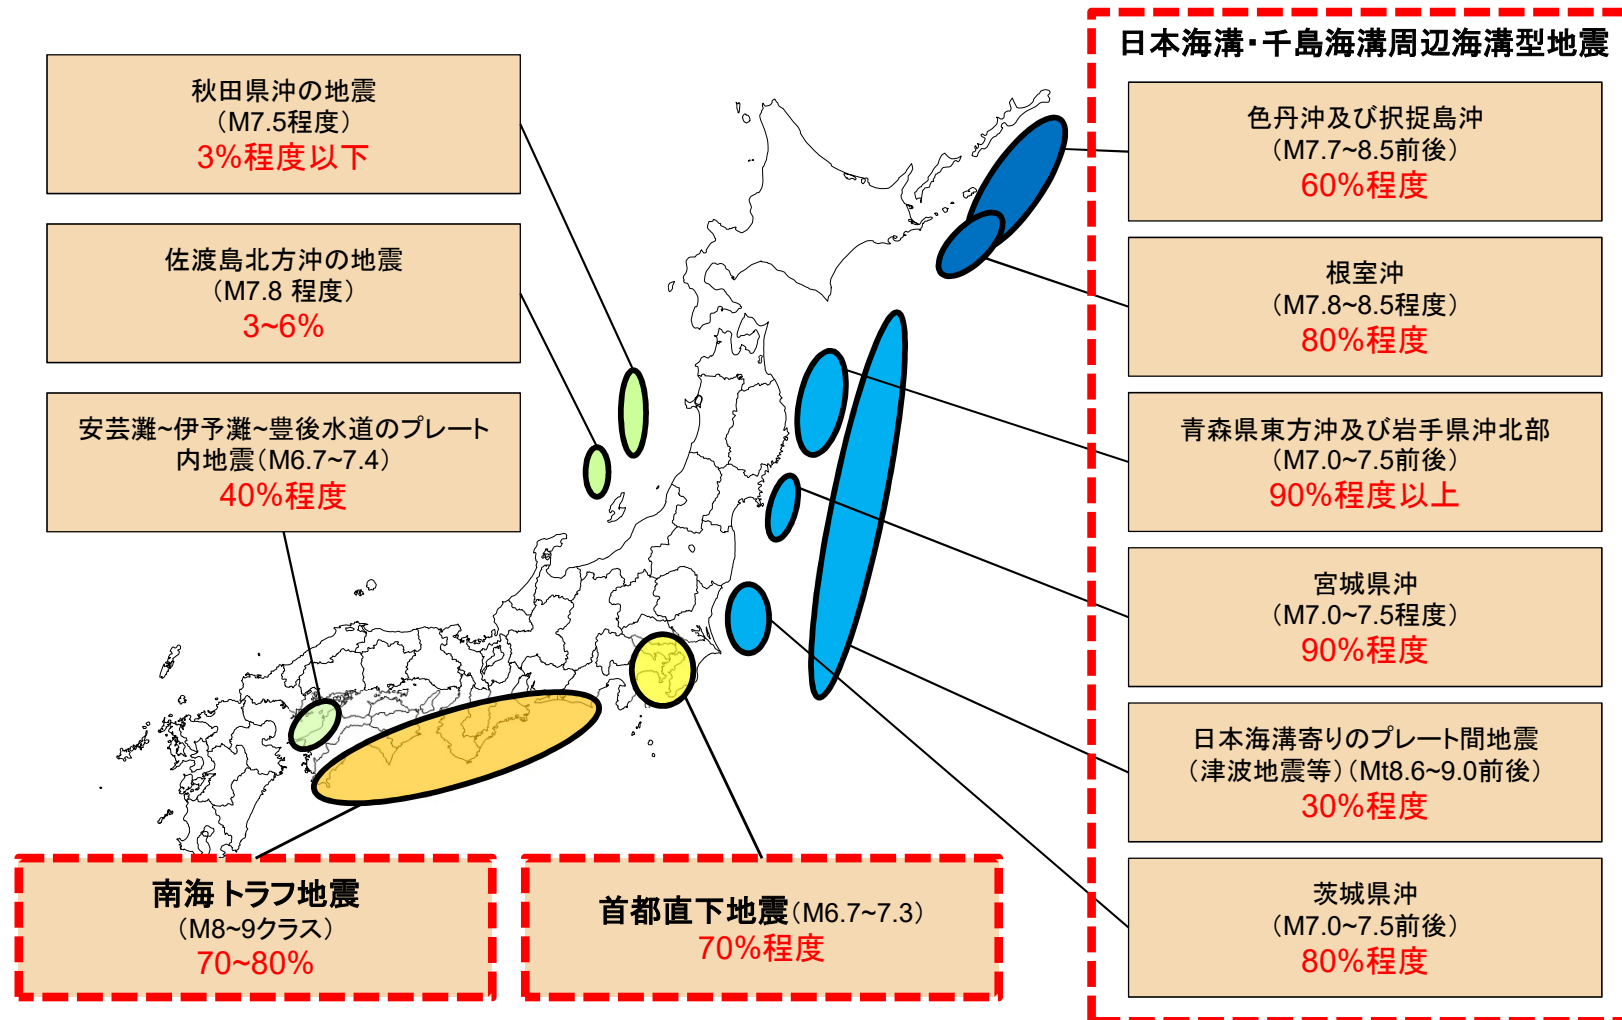 秋田県沖の地震
（M7.5程度）
3%程度以下
佐渡島北方沖の地震
（M7.8 程度）
3~6%
安芸灘~伊予灘~豊後水道のプレート
内地震（M6.7~7.4）
40%程度
南海トラフ地震
（M8~9クラス）
70~80%
首都直下地震（M6.7~7.3）
70%程度
日本海溝・千島海溝周辺海溝型地震
色丹沖及び択捉島沖
（M7.7~8.5前後）
60%程度
根室沖
（M7.8~8.5程度）
80%程度
青森県東方沖及び岩手県沖北部
（M7.0~7.5前後）
90%程度以上
宮城県沖
（M7.0~7.5程度）
90%程度
日本海溝寄りのプレート間地震
（津波地震等）（Mt8.6~9.0前後）
30%程度
茨城県沖
（M7.0~7.5前後）
80%程度